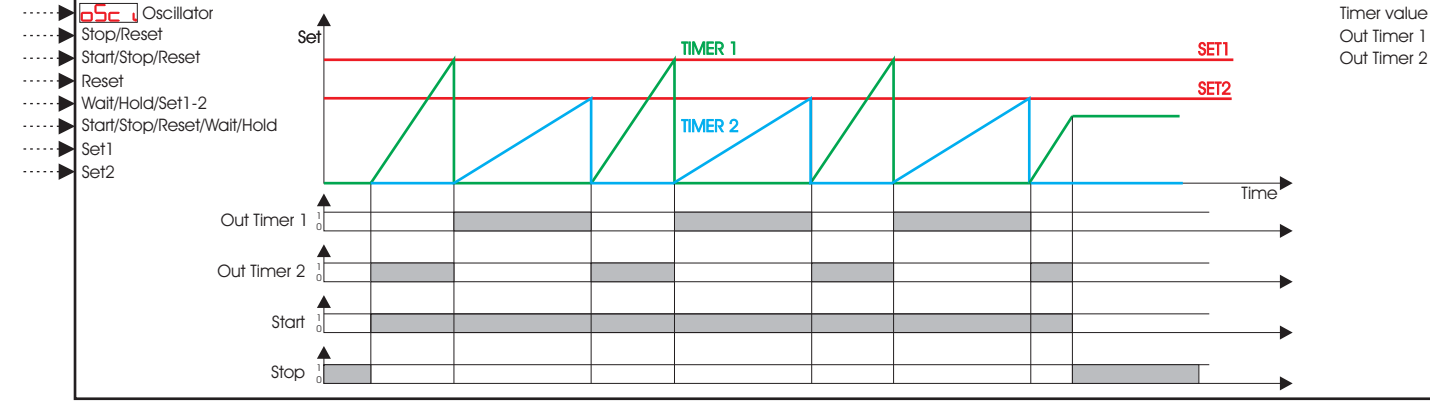 oSc i Oscillator
Stop/Reset
Start/Stop/Reset
Reset
Wait/Hold/Set1-2
Start/Stop/Reset/Wait/Hold
Set1
Set2
Set
TIMER 1
SET1
SET2
TIMER 2
Time
Timer value
Out Timer 1
Out Timer 2
Out Timer 1 1
0
Out Timer 2 1
0
Start 1
0
Stop 1
0